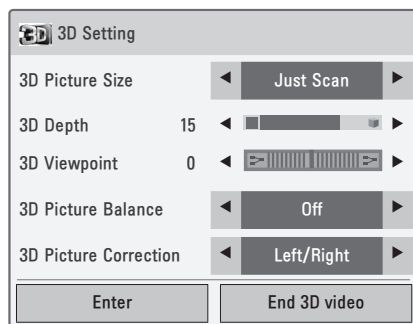 3D 3D Setting
3D Picture Size Just Scan
3D Depth 15
3D Viewpoint 0
3D Picture Balance Off
3D Picture Correction Left/Right
Enter End 3D video